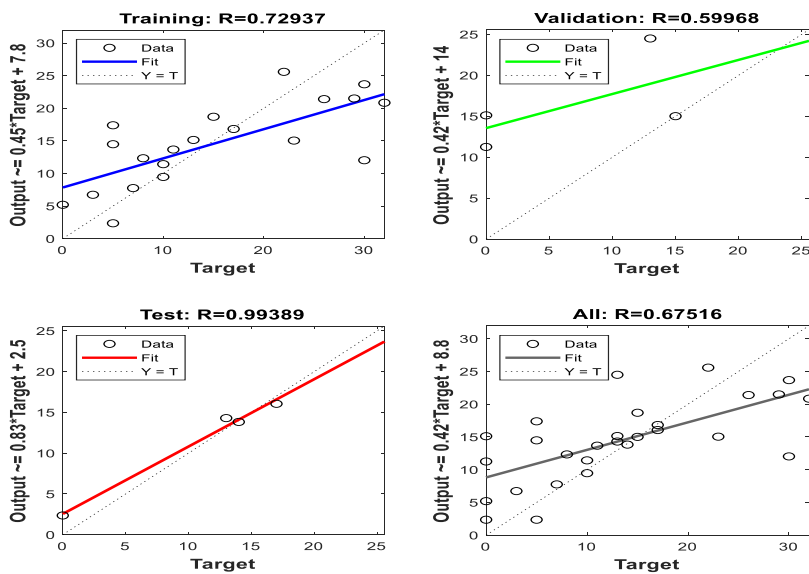 Training: R=0.72937
Output ~= 0.45*Target + 7.8
30
25
20
15
10
5
0
Data
Fit
Y = T
0
10
20
30
Target
Validation: R=0.59968
Output ~= 0.42*Target + 14
25
20
15
10
5
0
Data
Fit
Y = T
0
5
10
15
20
25
Target
Test: R=0.99389
Output ~= 0.83*Target + 2.5
25
20
15
10
5
0
Data
Fit
Y = T
0
5
10
15
20
25
Target
All: R=0.67516
Output ~= 0.42*Target + 8.8
30
25
20
15
10
5
0
Data
Fit
Y = T
0
10
20
30
Target